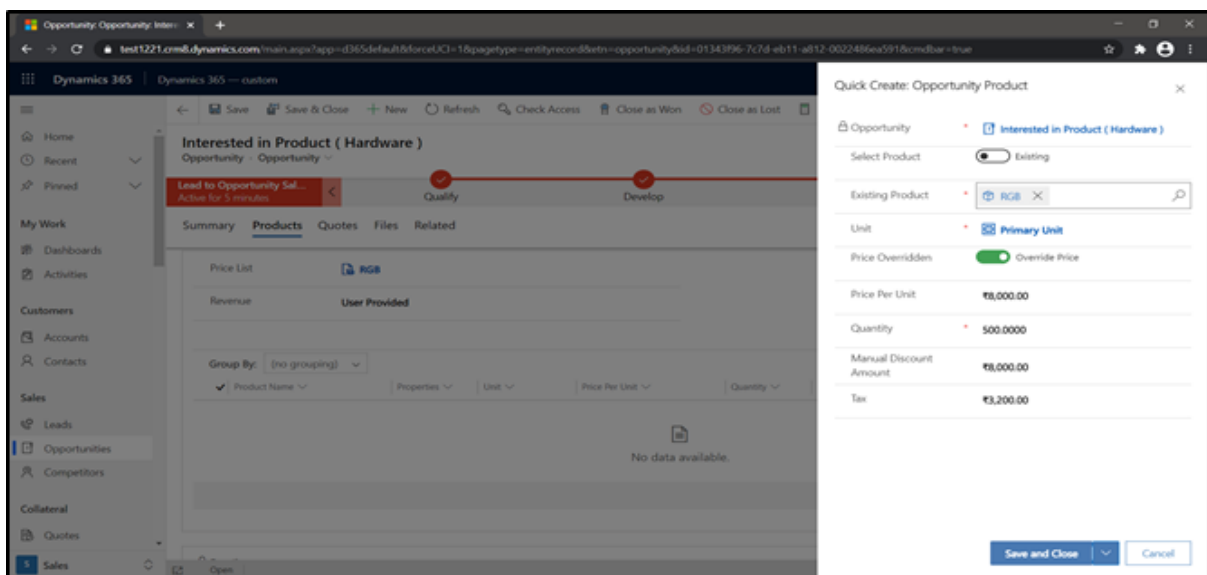 Opportunity: Opportunity: Inter
test1221.crm8.dynamics.com/main.aspx?app=d365default&forceUCI=1&pagetype=entityrecord&etn=opportunity&id=01343f96-7c7d-eb11-a812-0022486ea591&cmdbar=true
Dynamics 365 Dynamics 365 — custom
Save Save & Close New Refresh Check Access Close as Won Close as Lost
Home
Recent
Pinned
My Work
Dashboards
Activities
Customers
Accounts
Contacts
Sales
Leads
Opportunities
Competitors
Collateral
Quotes
S Sales
Interested in Product ( Hardware )
Opportunity · Opportunity
Lead to Opportunity Sal...
Active for 5 minutes
Qualify
Develop
Summary Products Quotes Files Related
Price List RGB
Revenue User Provided
Group By: (no grouping)
Product Name Properties Unit Price Per Unit Quantity
No data available.
Open
Quick Create: Opportunity Product
Opportunity * Interested in Product ( Hardware )
Select Product Existing
Existing Product * RGB
Unit * Primary Unit
Price Overridden Override Price
Price Per Unit ₹8,000.00
Quantity * 500.0000
Manual Discount
Amount ₹8,000.00
Tax ₹3,200.00
Save and Close Cancel